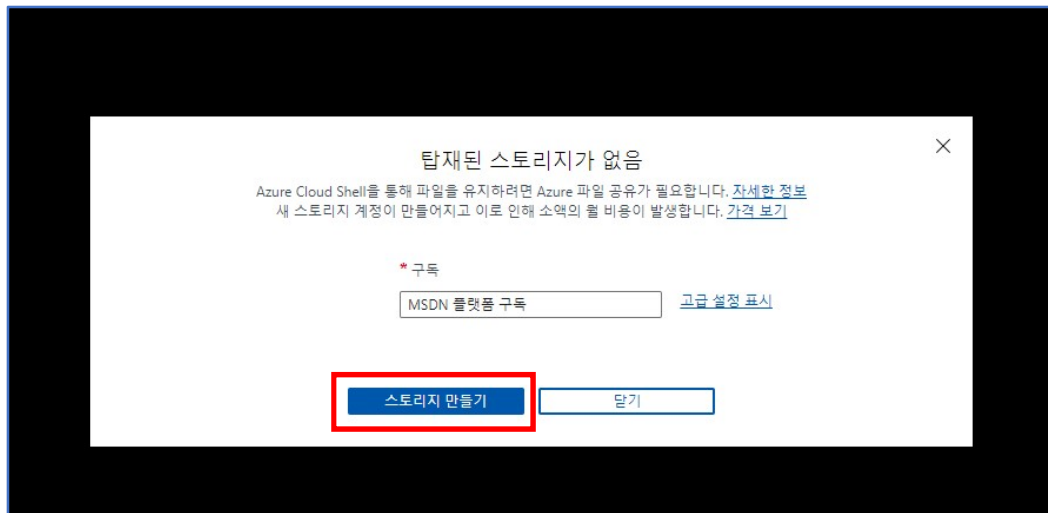 탑재된 스토리지가 없음
Azure Cloud Shell을 통해 파일을 유지하려면 Azure 파일 공유가 필요합니다. 자세한 정보
새 스토리지 계정이 만들어지고 이로 인해 소액의 월 비용이 발생합니다. 가격 보기
* 구독
MSDN 플랫폼 구독 고급 설정 표시
스토리지 만들기 닫기